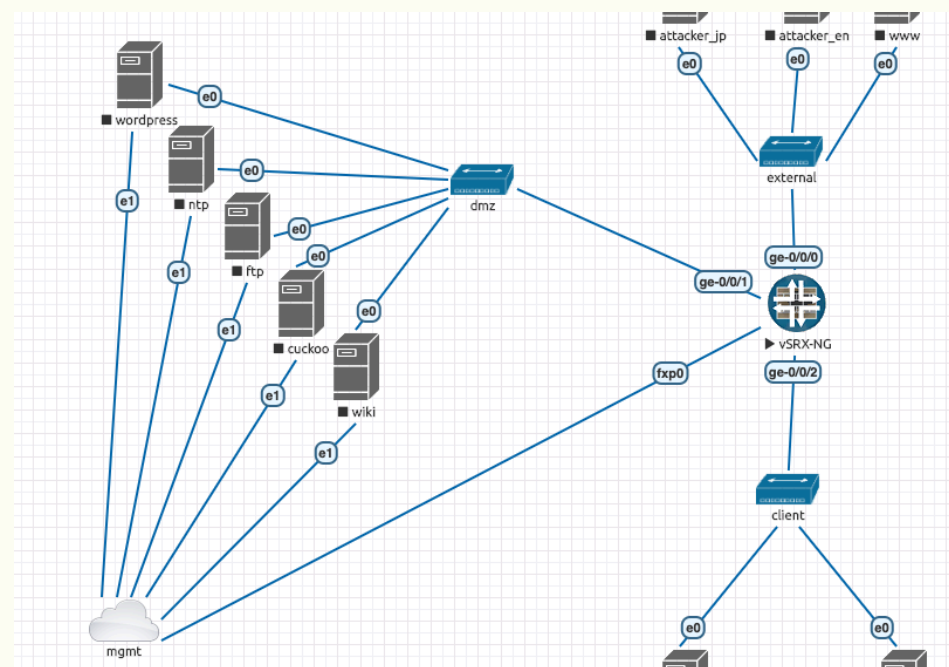 attacker_jp
attacker_en
www
e0
e0
e0
wordpress
e0
external
ntp
e0
e1
dmz
ftp
e0
e0
ge-0/0/0
e1
ge-0/0/1
cuckoo
e0
e1
vSRX-NG
fxp0
ge-0/0/2
e1
wiki
e1
client
e0
e0
mgmt